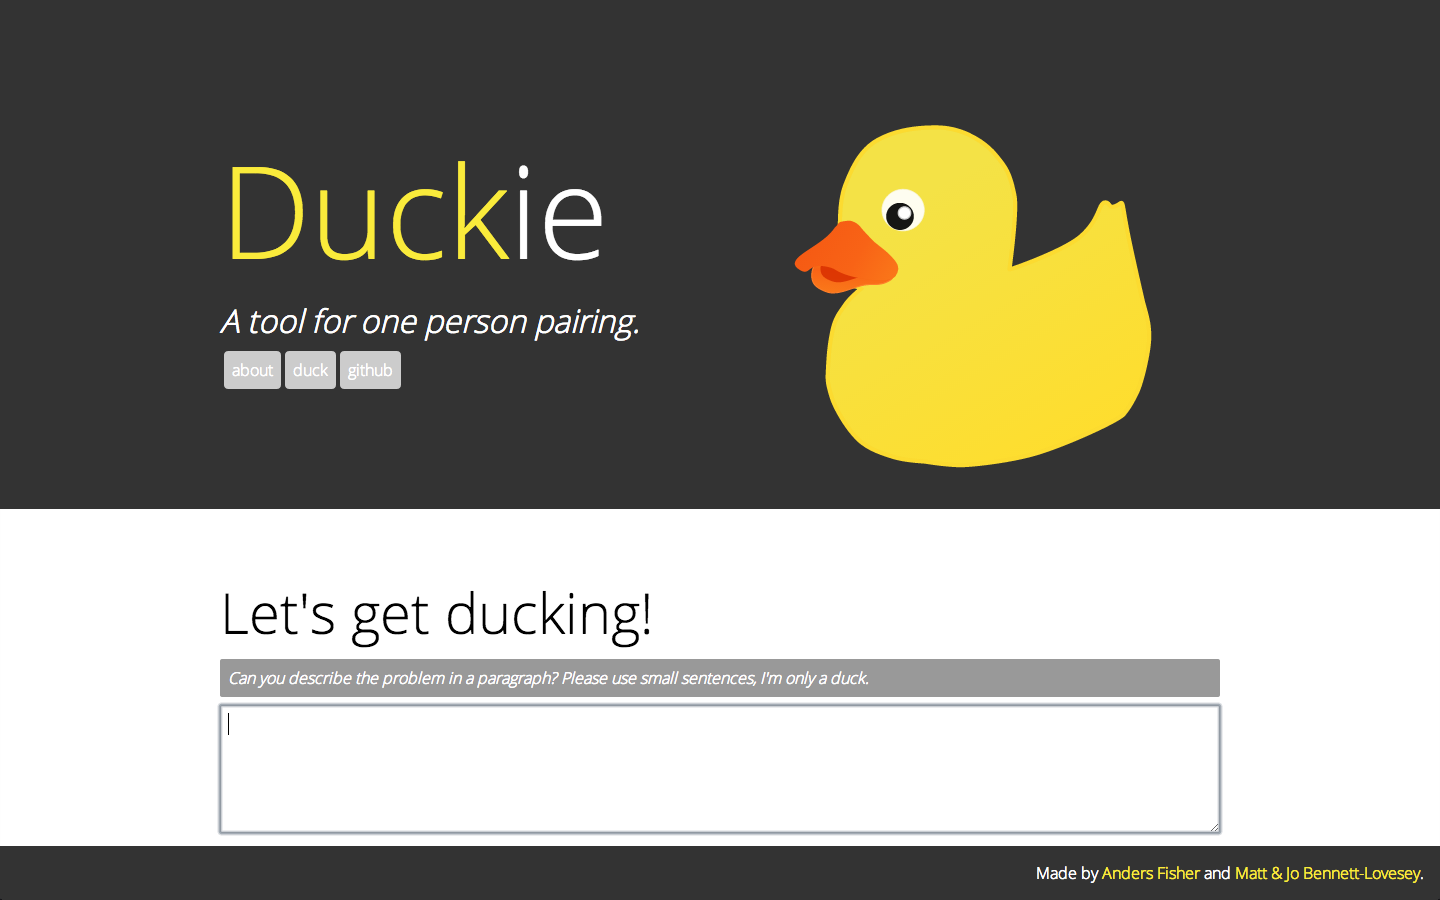 Duckie
A tool for one person pairing.
about duck github
Let's get ducking!
Can you describe the problem in a paragraph? Please use small sentences, I'm only a duck.
Made by Anders Fisher and Matt & Jo Bennett-Lovesey.